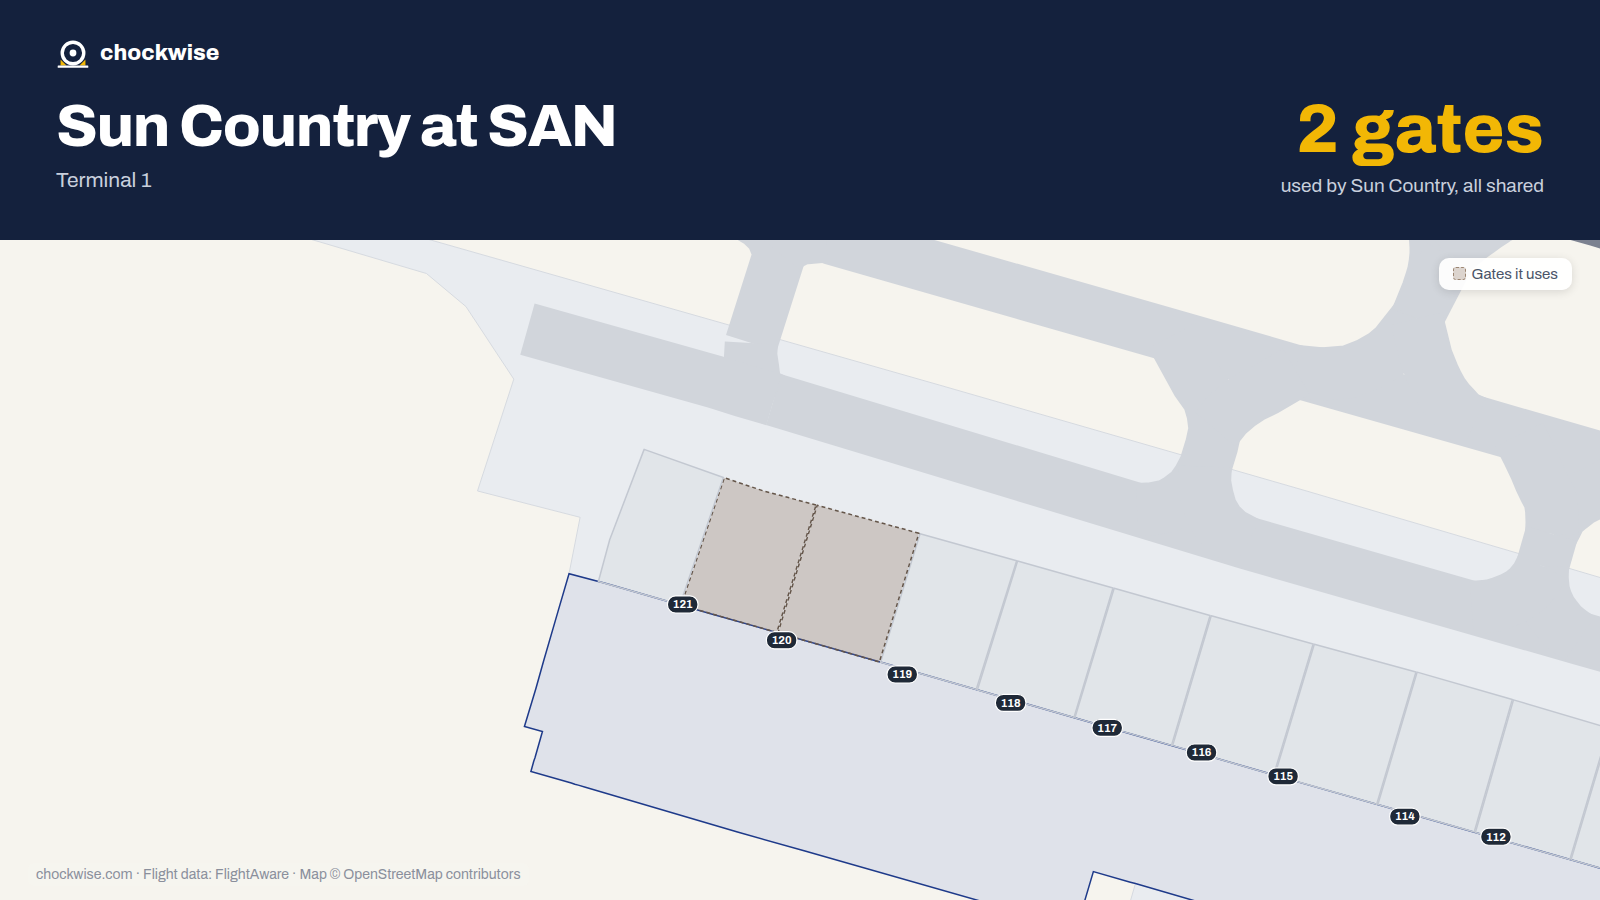 chockwise
Sun Country at SAN
Terminal 1
2 gates
used by Sun Country, all shared
Gates it uses
121
120
119
118
117
116
115
114
112
chockwise.com · Flight data: FlightAware · Map © OpenStreetMap contributors